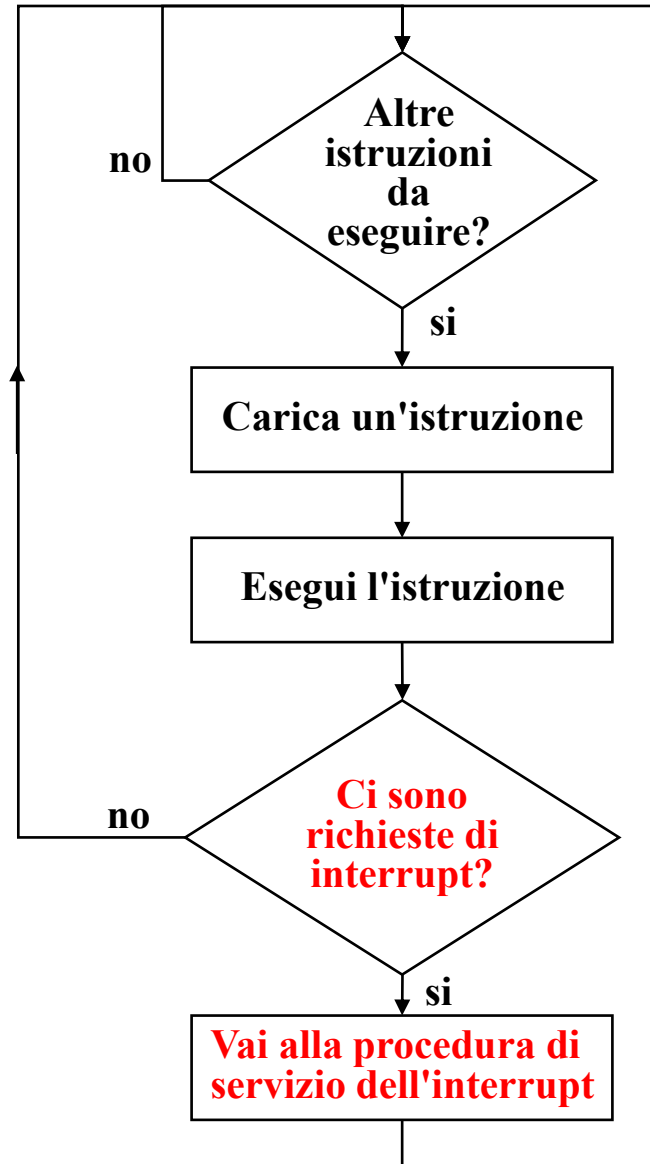 Altre
istruzioni
da
eseguire?
no
si
Carica un'istruzione
Esegui l'istruzione
Ci sono
richieste di
interrupt?
no
si
Vai alla procedura di
servizio dell'interrupt